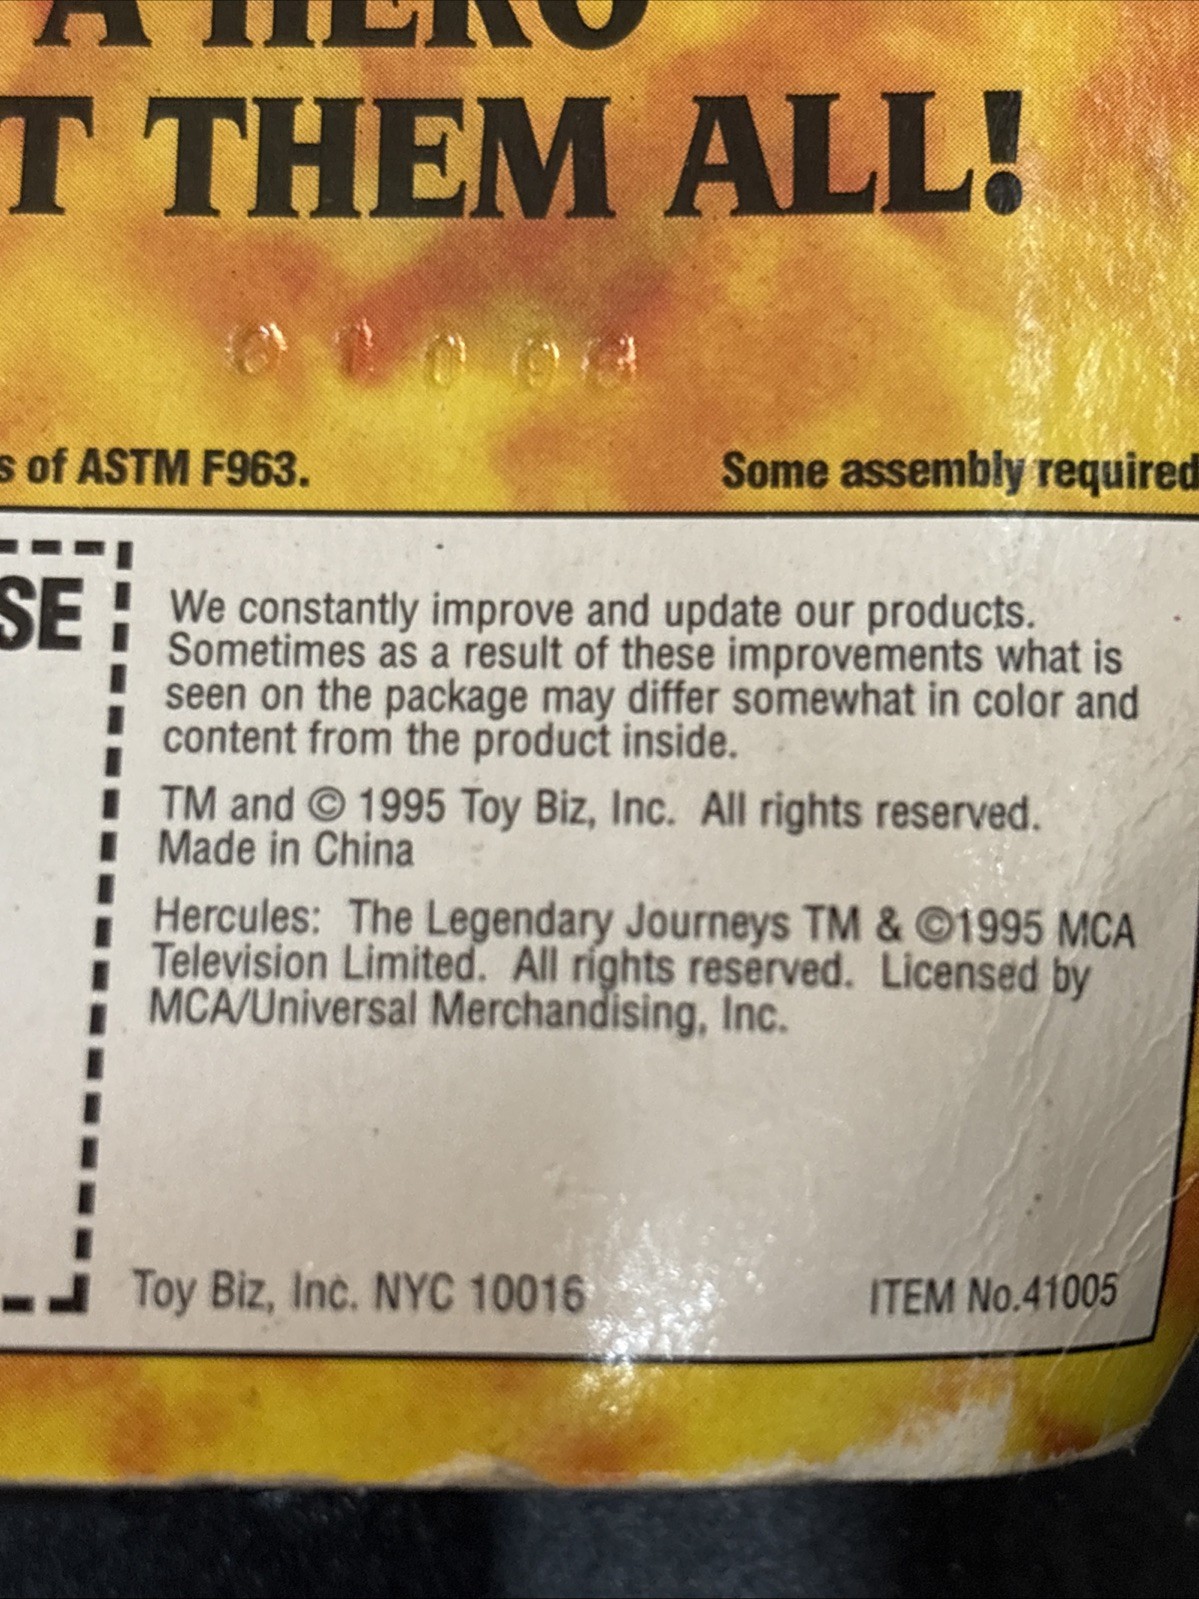 A HERO
T THEM ALL!
s of ASTM F963.
Some assembly required
SE
We constantly improve and update our products.
Sometimes as a result of these improvements what is
seen on the package may differ somewhat in color and
content from the product inside.
TM and © 1995 Toy Biz, Inc. All rights reserved.
Made in China
Hercules: The Legendary Journeys TM & ©1995 MCA
Television Limited. All rights reserved. Licensed by
MCA/Universal Merchandising, Inc.
Toy Biz, Inc. NYC 10016
ITEM No.41005